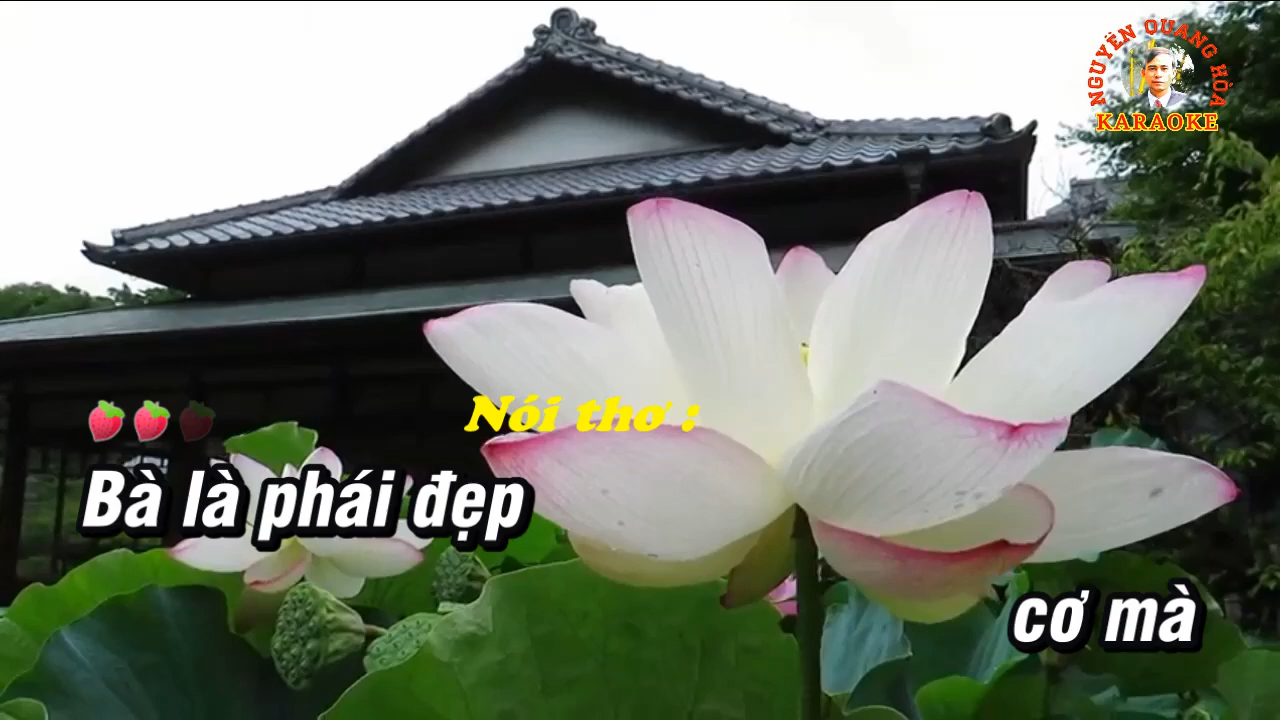 NGUYỄN QUANG HÒA
KARAOKE
Nói thơ :
Bà là phái đẹp
cơ mà